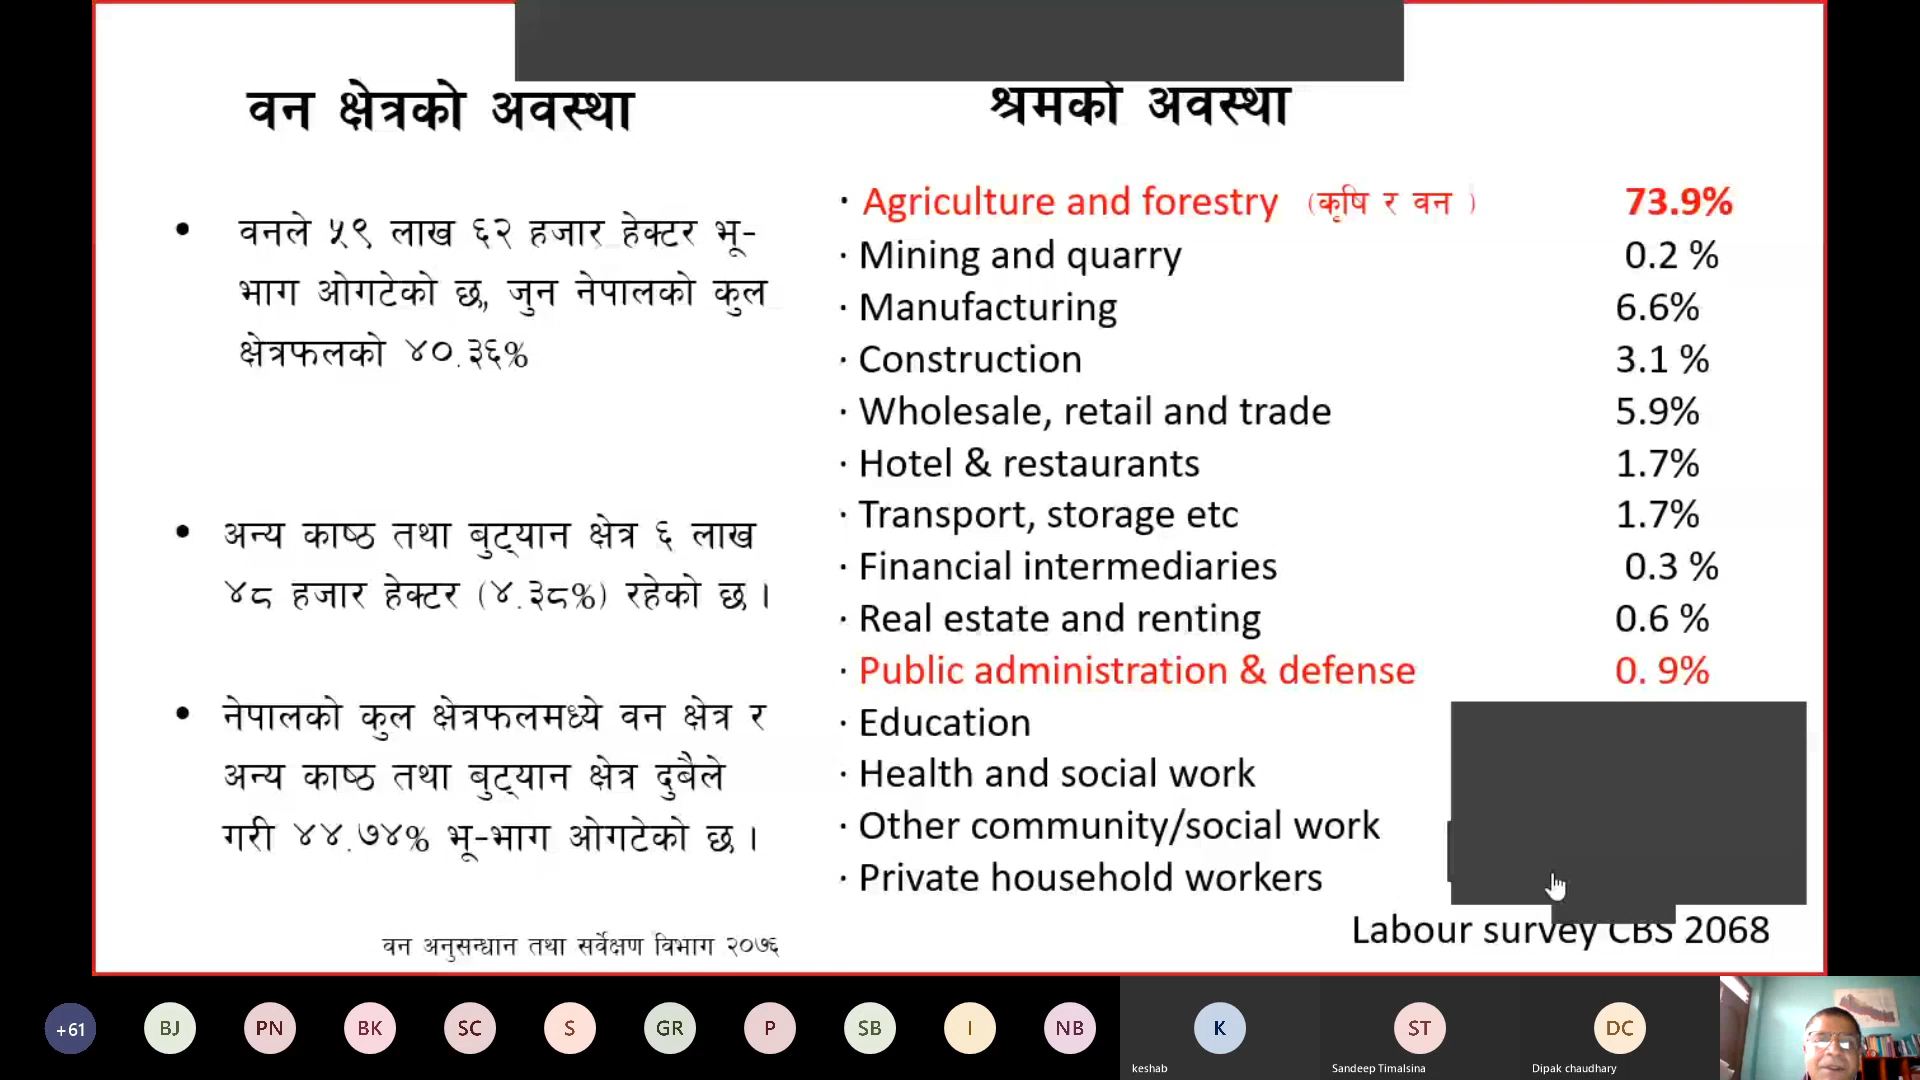 वन क्षेत्रको अवस्था
वनले ५९ लाख ६२ हजार हेक्टर भू-
भाग ओगटेको छ, जुन नेपालको कुल
क्षेत्रफलको ४०.३६%
अन्य काष्ठ तथा बुट्यान क्षेत्र ६ लाख
४८ हजार हेक्टर (४.३८%) रहेको छ ।
नेपालको कुल क्षेत्रफलमध्ये वन क्षेत्र र
अन्य काष्ठ तथा बुट्यान क्षेत्र दुबैले
गरी ४४.७४% भू-भाग ओगटेको छ ।
वन अनुसन्धान तथा सर्वेक्षण विभाग २०७६
श्रमको अवस्था
· Agriculture and forestry (कृषि र वन ) 73.9%
· Mining and quarry 0.2 %
· Manufacturing 6.6%
· Construction 3.1 %
· Wholesale, retail and trade 5.9%
· Hotel & restaurants 1.7%
· Transport, storage etc 1.7%
· Financial intermediaries 0.3 %
· Real estate and renting 0.6 %
· Public administration & defense 0. 9%
· Education
· Health and social work
· Other community/social work
· Private household workers
Labour survey CBS 2068
+61 BJ PN BK SC S GR P SB I NB K ST DC
keshab Sandeep Timalsina Dipak chaudhary